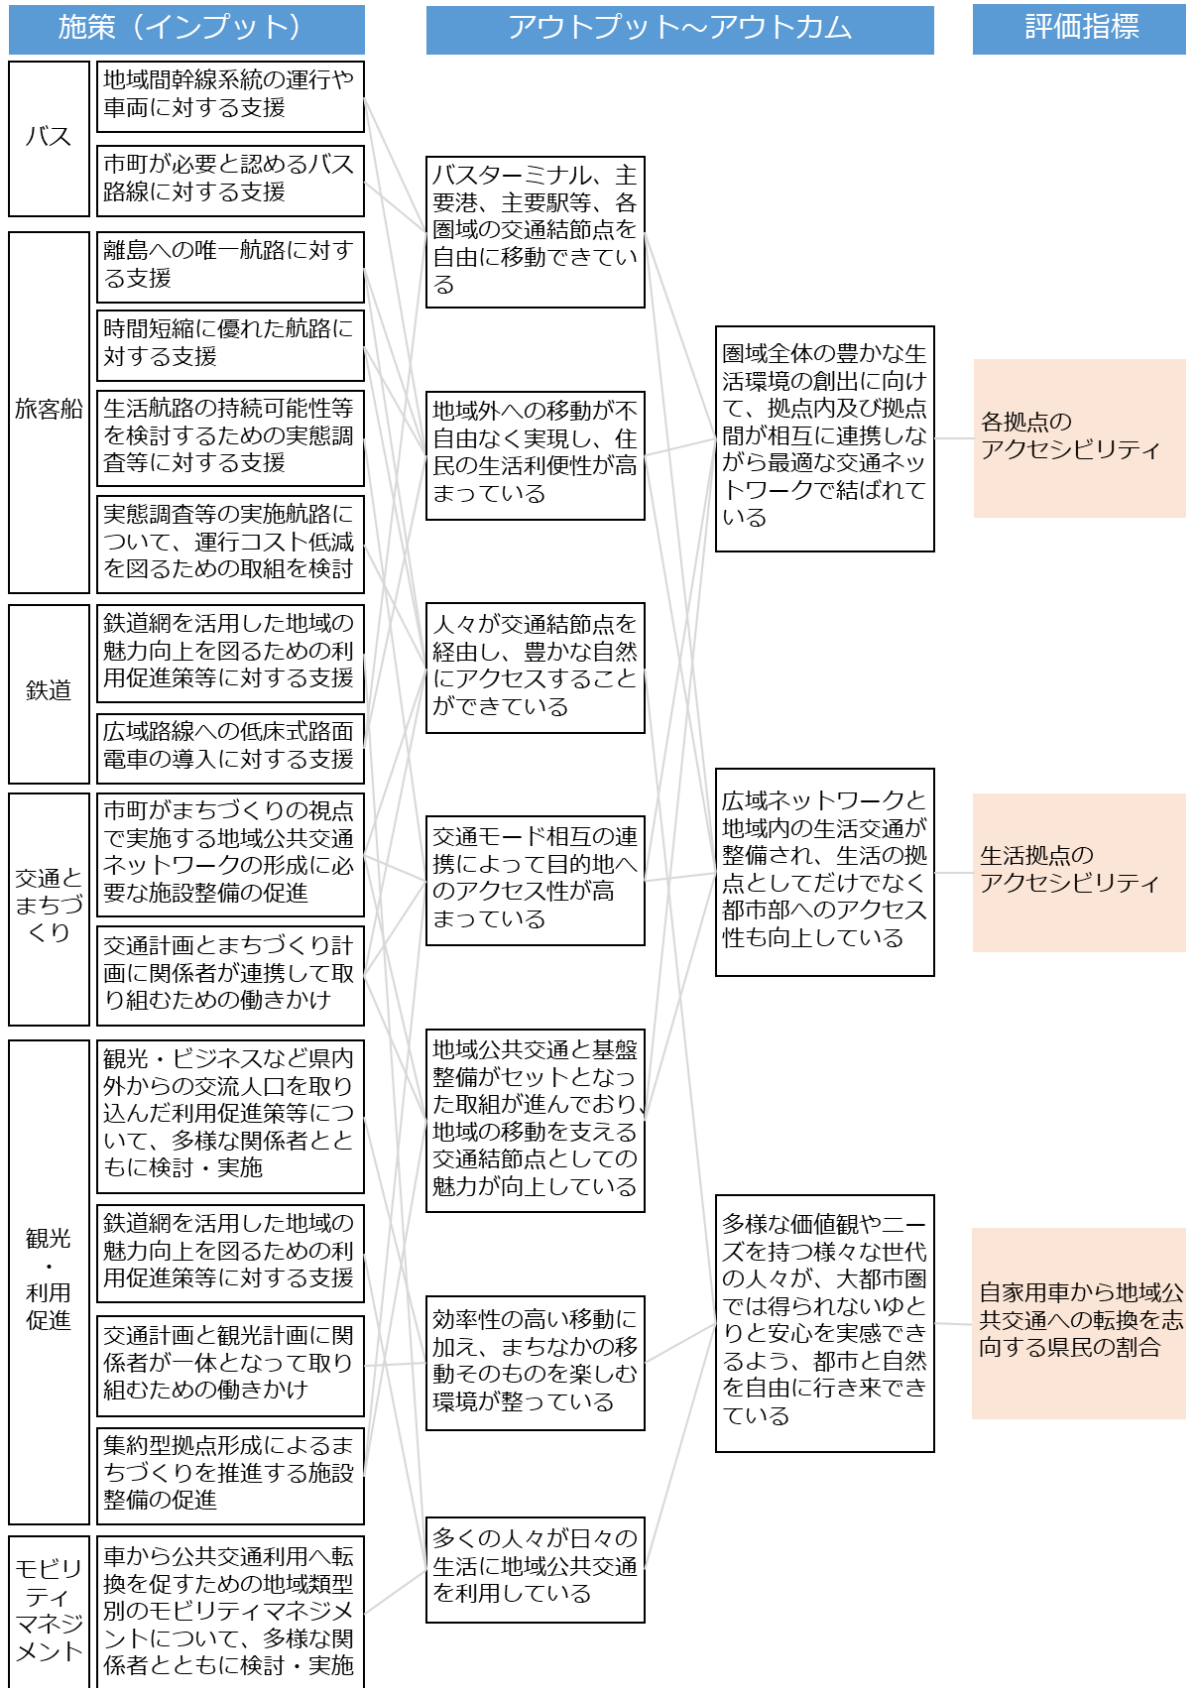 施策（インプット）
アウトプット～アウトカム
評価指標
バス
地域間幹線系統の運行や
車両に対する支援
市町が必要と認めるバス
路線に対する支援
旅客船
離島への唯一航路に対す
る支援
時間短縮に優れた航路に
対する支援
生活航路の持続可能性等
を検討するための実態調
査等に対する支援
実態調査等の実施航路に
ついて、運行コスト低減
を図るための取組を検討
鉄道
鉄道網を活用した地域の
魅力向上を図るための利
用促進策等に対する支援
広域路線への低床式路面
電車の導入に対する支援
交通と
まちづ
くり
市町がまちづくりの視点
で実施する地域公共交通
ネットワークの形成に必
要な施設整備の促進
交通計画とまちづくり計
画に関係者が連携して取
り組むための働きかけ
観光
・
利用
促進
観光・ビジネスなど県内
外からの交流人口を取り
込んだ利用促進策等につ
いて、多様な関係者とと
もに検討・実施
鉄道網を活用した地域の
魅力向上を図るための利
用促進策等に対する支援
交通計画と観光計画に関
係者が一体となって取り
組むための働きかけ
集約型拠点形成によるま
ちづくりを推進する施設
整備の促進
モビリ
ティ
マネジ
メント
車から公共交通利用へ転
換を促すための地域類型
別のモビリティマネジメ
ントについて、多様な関
係者とともに検討・実施
バスターミナル、主
要港、主要駅等、各
圏域の交通結節点を
自由に移動できてい
る
地域外への移動が不
自由なく実現し、住
民の生活利便性が高
まっている
人々が交通結節点を
経由し、豊かな自然
にアクセスすること
ができている
交通モード相互の連
携によって目的地へ
のアクセス性が高
まっている
地域公共交通と基盤
整備がセットとなっ
た取組が進んでおり、
地域の移動を支える
交通結節点としての
魅力が向上している
効率性の高い移動に
加え、まちなかの移
動そのものを楽しむ
環境が整っている
多くの人々が日々の
生活に地域公共交通
を利用している
圏域全体の豊かな生
活環境の創出に向け
て、拠点内及び拠点
間が相互に連携しな
がら最適な交通ネッ
トワークで結ばれて
いる
広域ネットワークと
地域内の生活交通が
整備され、生活の拠
点としてだけでなく
都市部へのアクセス
性も向上している
多様な価値観やニー
ズを持つ様々な世代
の人々が、大都市圏
では得られないゆと
りと安心を実感でき
るよう、都市と自然
を自由に行き来でき
ている
各拠点の
アクセシビリティ
生活拠点の
アクセシビリティ
自家用車から地域公
共交通への転換を志
向する県民の割合